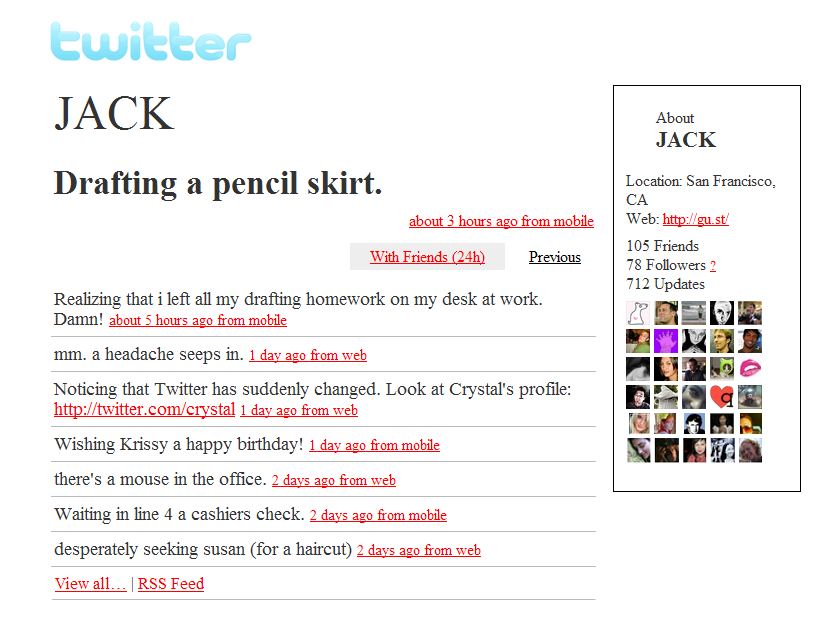 twitter
JACK
Drafting a pencil skirt.
about 3 hours ago from mobile
With Friends (24h) Previous
Realizing that i left all my drafting homework on my desk at work.
Damn! about 5 hours ago from mobile
mm. a headache seeps in. 1 day ago from web
Noticing that Twitter has suddenly changed. Look at Crystal's profile:
http://twitter.com/crystal 1 day ago from web
Wishing Krissy a happy birthday! 1 day ago from mobile
there's a mouse in the office. 2 days ago from web
Waiting in line 4 a cashiers check. 2 days ago from mobile
desperately seeking susan (for a haircut) 2 days ago from web
View all… | RSS Feed
About
JACK
Location: San Francisco,
CA
Web: http://gu.st/
105 Friends
78 Followers ?
712 Updates
q